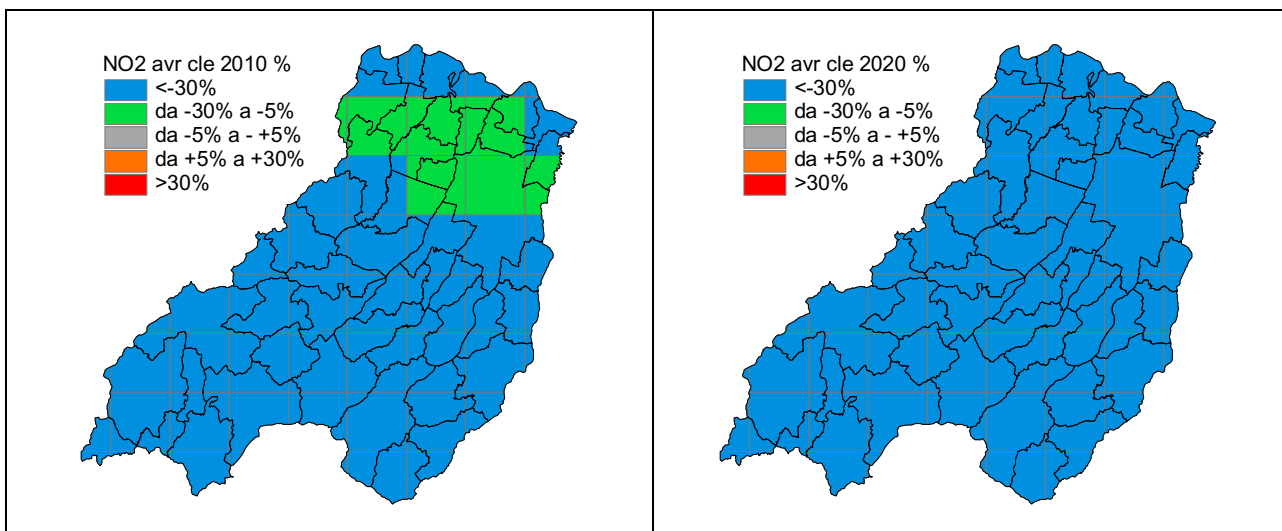 NO2 avr cle 2010 %
<-30%
da -30% a -5%
da -5% a - +5%
da +5% a +30%
>30%
NO2 avr cle 2020 %
<-30%
da -30% a -5%
da -5% a - +5%
da +5% a +30%
>30%